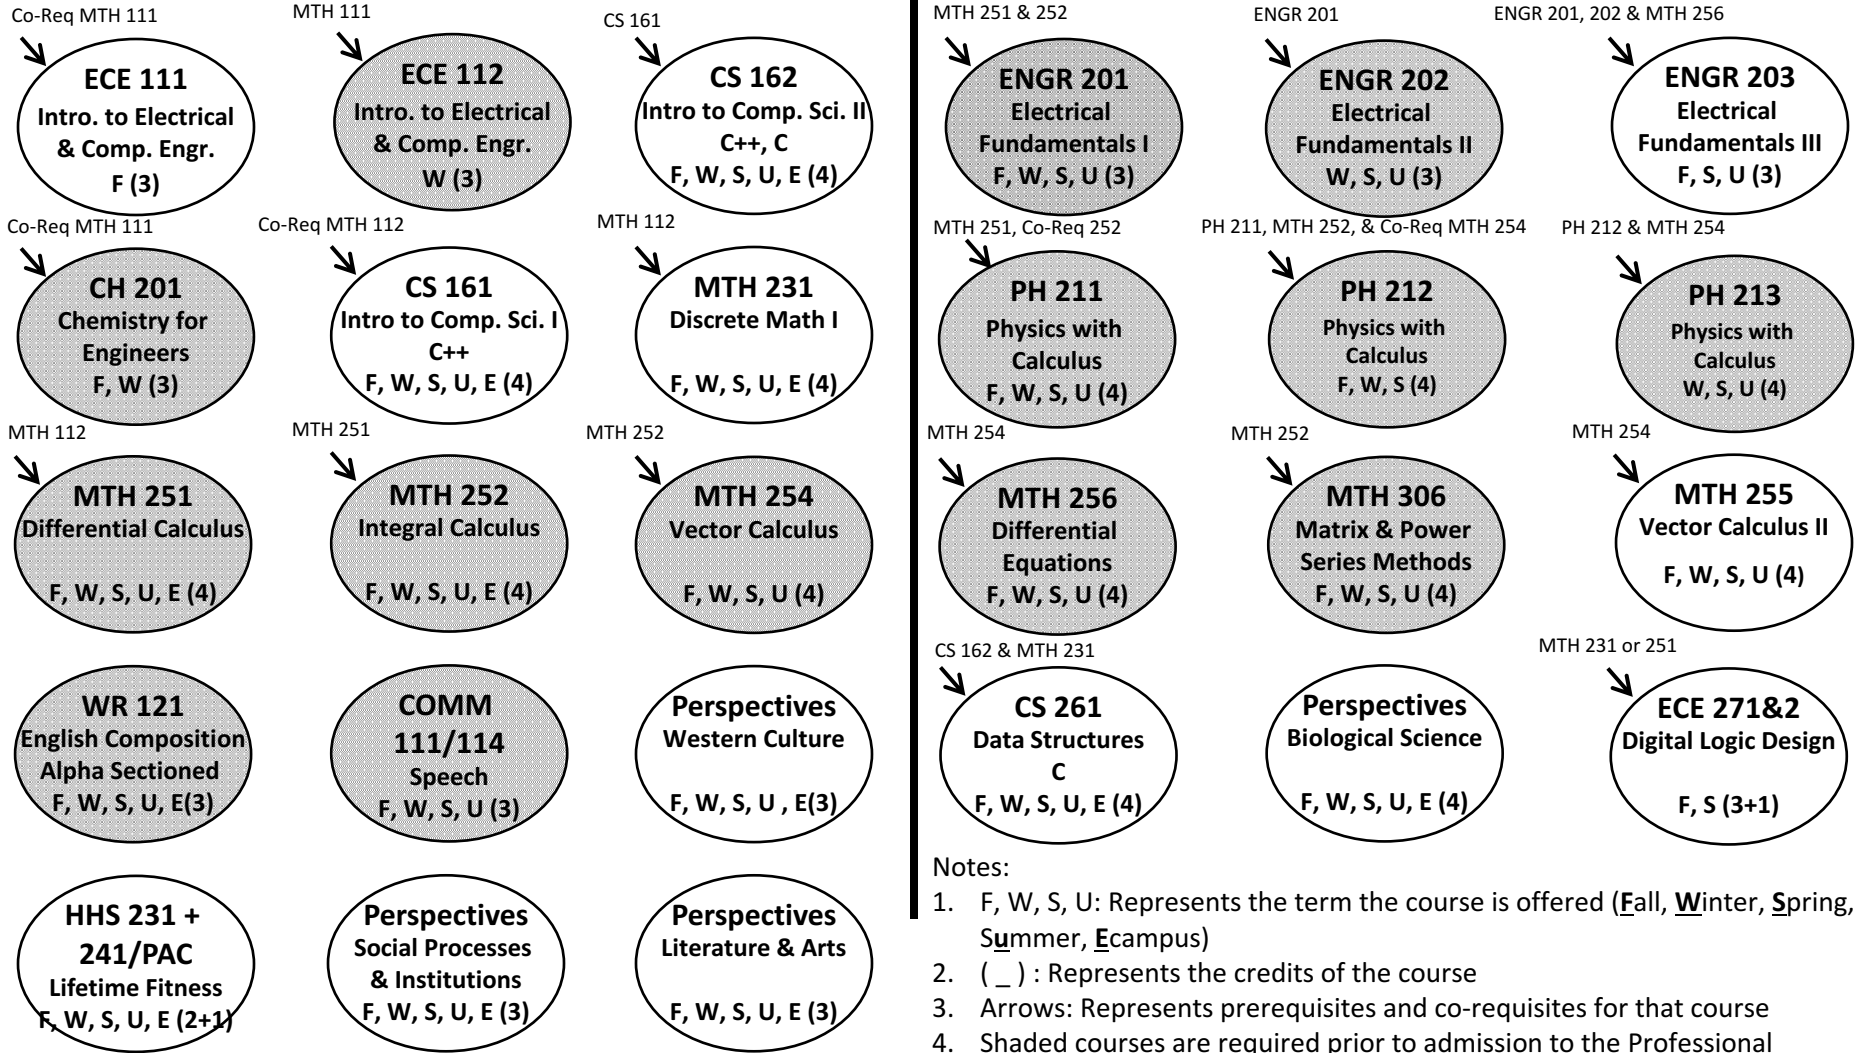 Co-Req MTH 111
ECE 111
Intro. to Electrical
& Comp. Engr.
F (3)
MTH 111
ECE 112
Intro. to Electrical
& Comp. Engr.
W (3)
CS 161
CS 162
Intro to Comp. Sci. II
C++, C
F, W, S, U, E (4)
Co-Req MTH 111
CH 201
Chemistry for
Engineers
F, W (3)
Co-Req MTH 112
CS 161
Intro to Comp. Sci. I
C++
F, W, S, U, E (4)
MTH 112
MTH 231
Discrete Math I
F, W, S, U, E (4)
MTH 112
MTH 251
Differential Calculus
F, W, S, U, E (4)
MTH 251
MTH 252
Integral Calculus
F, W, S, U, E (4)
MTH 252
MTH 254
Vector Calculus
F, W, S, U (4)
WR 121
English Composition
Alpha Sectioned
F, W, S, U, E(3)
COMM
111/114
Speech
F, W, S, U (3)
Perspectives
Western Culture
F, W, S, U , E(3)
HHS 231 +
241/PAC
Lifetime Fitness
F, W, S, U, E (2+1)
Perspectives
Social Processes
& Institutions
F, W, S, U, E (3)
Perspectives
Literature & Arts
F, W, S, U, E (3)
MTH 251 & 252
ENGR 201
Electrical
Fundamentals I
F, W, S, U (3)
ENGR 201
ENGR 202
Electrical
Fundamentals II
W, S, U (3)
ENGR 201, 202 & MTH 256
ENGR 203
Electrical
Fundamentals III
F, S, U (3)
MTH 251, Co-Req 252
PH 211
Physics with
Calculus
F, W, S, U (4)
PH 211, MTH 252, & Co-Req MTH 254
PH 212
Physics with
Calculus
F, W, S (4)
PH 212 & MTH 254
PH 213
Physics with
Calculus
W, S, U (4)
MTH 254
MTH 256
Differential
Equations
F, W, S, U (4)
MTH 252
MTH 306
Matrix & Power
Series Methods
F, W, S, U (4)
MTH 254
MTH 255
Vector Calculus II
F, W, S, U (4)
CS 162 & MTH 231
CS 261
Data Structures
C
F, W, S, U, E (4)
Perspectives
Biological Science
F, W, S, U, E (4)
MTH 231 or 251
ECE 271&2
Digital Logic Design
F, S (3+1)
Notes:
1. F, W, S, U: Represents the term the course is offered (Fall, Winter, Spring,
Summer, Ecampus)
2. ( _ ) : Represents the credits of the course
3. Arrows: Represents prerequisites and co-requisites for that course
4. Shaded courses are required prior to admission to the Professional